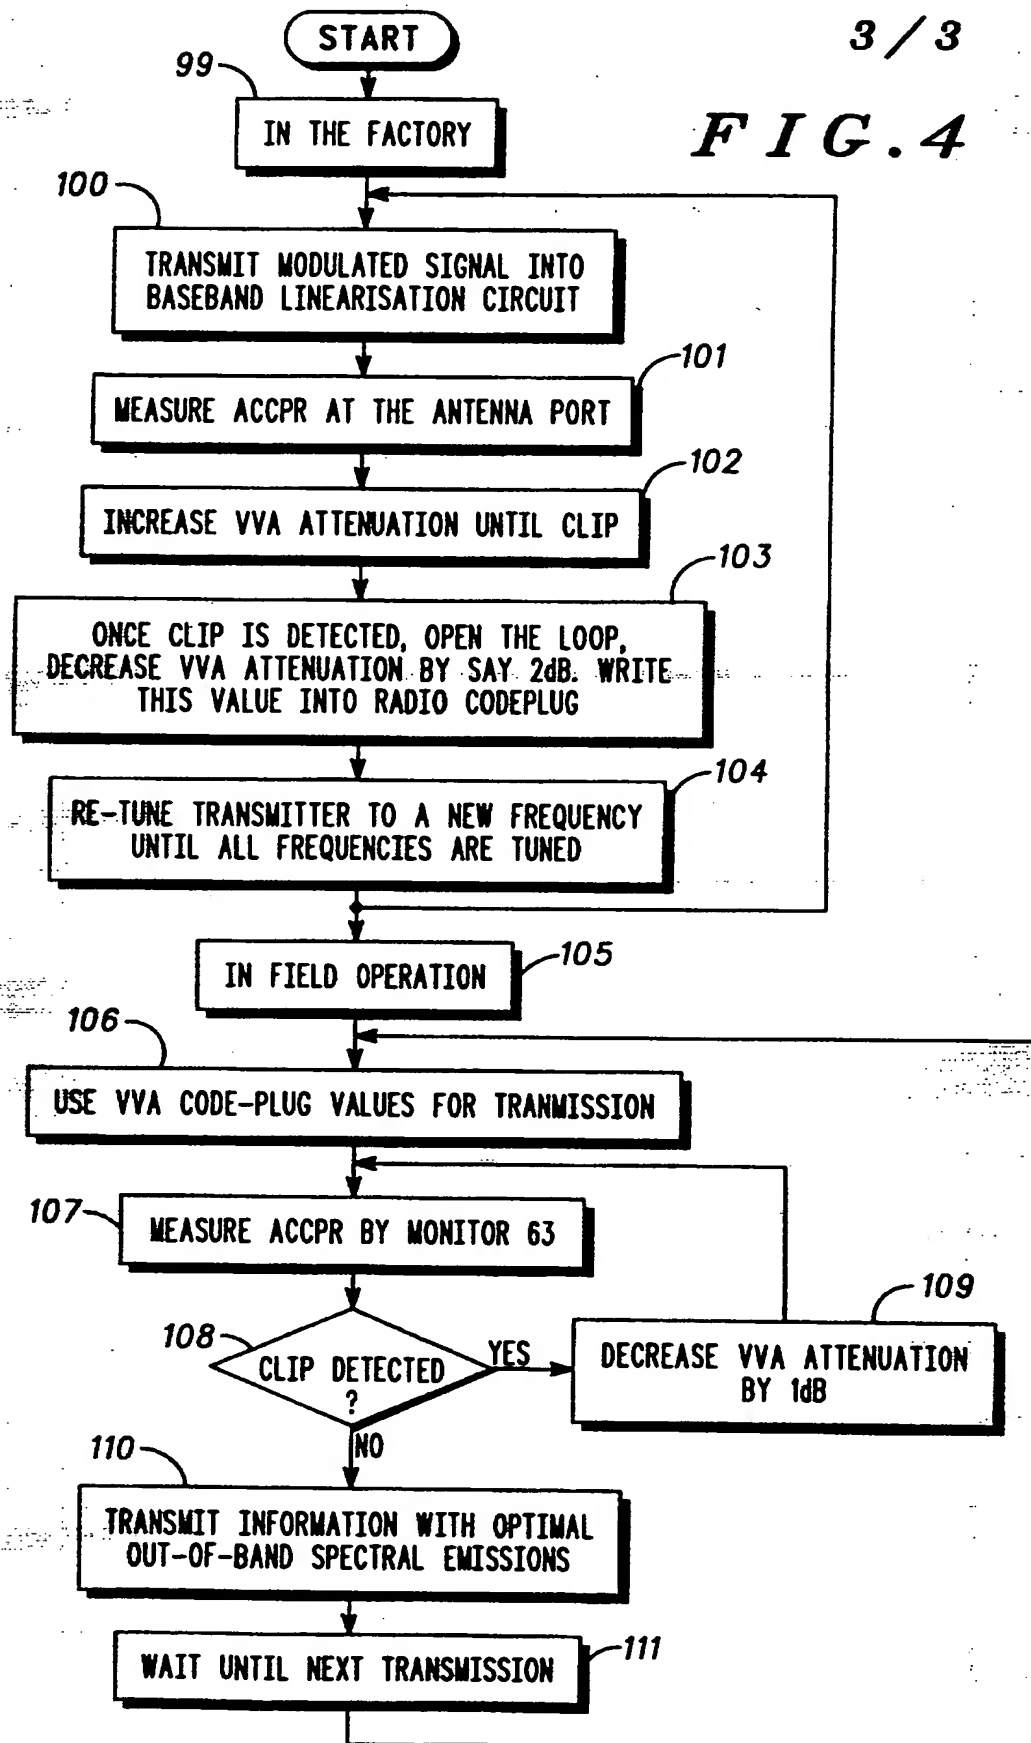 START
3/3
FIG.4
99
IN THE FACTORY
100
TRANSMIT MODULATED SIGNAL INTO
BASEBAND LINEARISATION CIRCUIT
101
MEASURE ACCPR AT THE ANTENNA PORT
102
INCREASE VVA ATTENUATION UNTIL CLIP
103
ONCE CLIP IS DETECTED, OPEN THE LOOP,
DECREASE VVA ATTENUATION BY SAY 2dB. WRITE
THIS VALUE INTO RADIO CODEPLUG
104
RE-TUNE TRANSMITTER TO A NEW FREQUENCY
UNTIL ALL FREQUENCIES ARE TUNED
105
IN FIELD OPERATION
106
USE VVA CODE-PLUG VALUES FOR TRANMISSION
107
MEASURE ACCPR BY MONITOR 63
108
CLIP DETECTED
?
YES
109
DECREASE VVA ATTENUATION
BY 1dB
NO
110
TRANSMIT INFORMATION WITH OPTIMAL
OUT-OF-BAND SPECTRAL EMISSIONS
111
WAIT UNTIL NEXT TRANSMISSION